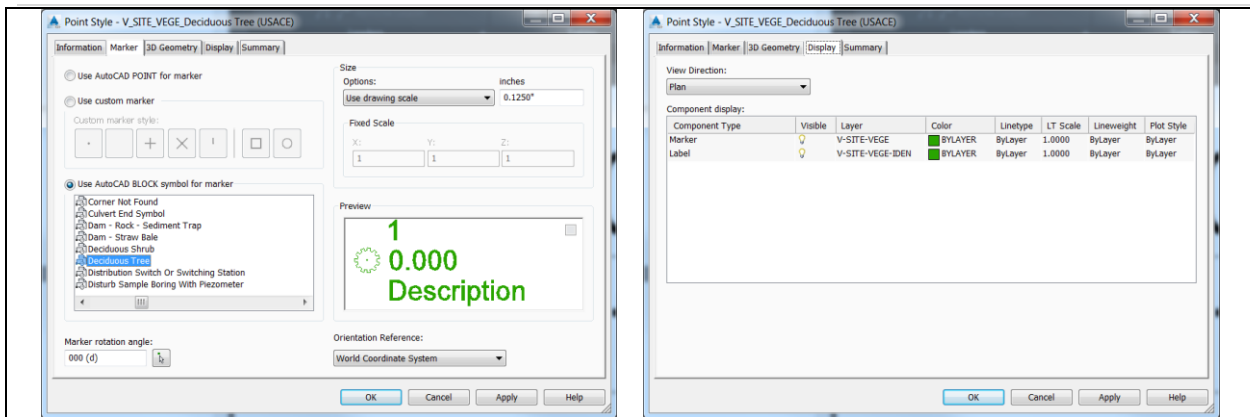 Point Style - V_SITE_VEGE_Deciduous Tree (USACE)
Information Marker 3D Geometry Display Summary
Use AutoCAD POINT for marker
Use custom marker
Custom marker style:
Use AutoCAD BLOCK symbol for marker
Corner Not Found
Culvert End Symbol
Dam - Rock - Sediment Trap
Dam - Straw Bale
Deciduous Shrub
Deciduous Tree
Distribution Switch Or Switching Station
Disturb Sample Boring With Piezometer
Marker rotation angle:
000 (d)
Size
Options: inches
Use drawing scale 0.1250"
Fixed Scale
X: Y: Z:
1 1 1
Preview
1
0.000
Description
Orientation Reference:
World Coordinate System
OK Cancel Apply Help
Point Style - V_SITE_VEGE_Deciduous Tree (USACE)
Information Marker 3D Geometry Display Summary
View Direction:
Plan
Component display:
Component Type Visible Layer Color Linetype LT Scale Lineweight Plot Style
Marker V-SITE-VEGE BYLAYER ByLayer 1.0000 ByLayer ByLayer
Label V-SITE-VEGE-IDEN BYLAYER ByLayer 1.0000 ByLayer ByLayer
OK Cancel Apply Help